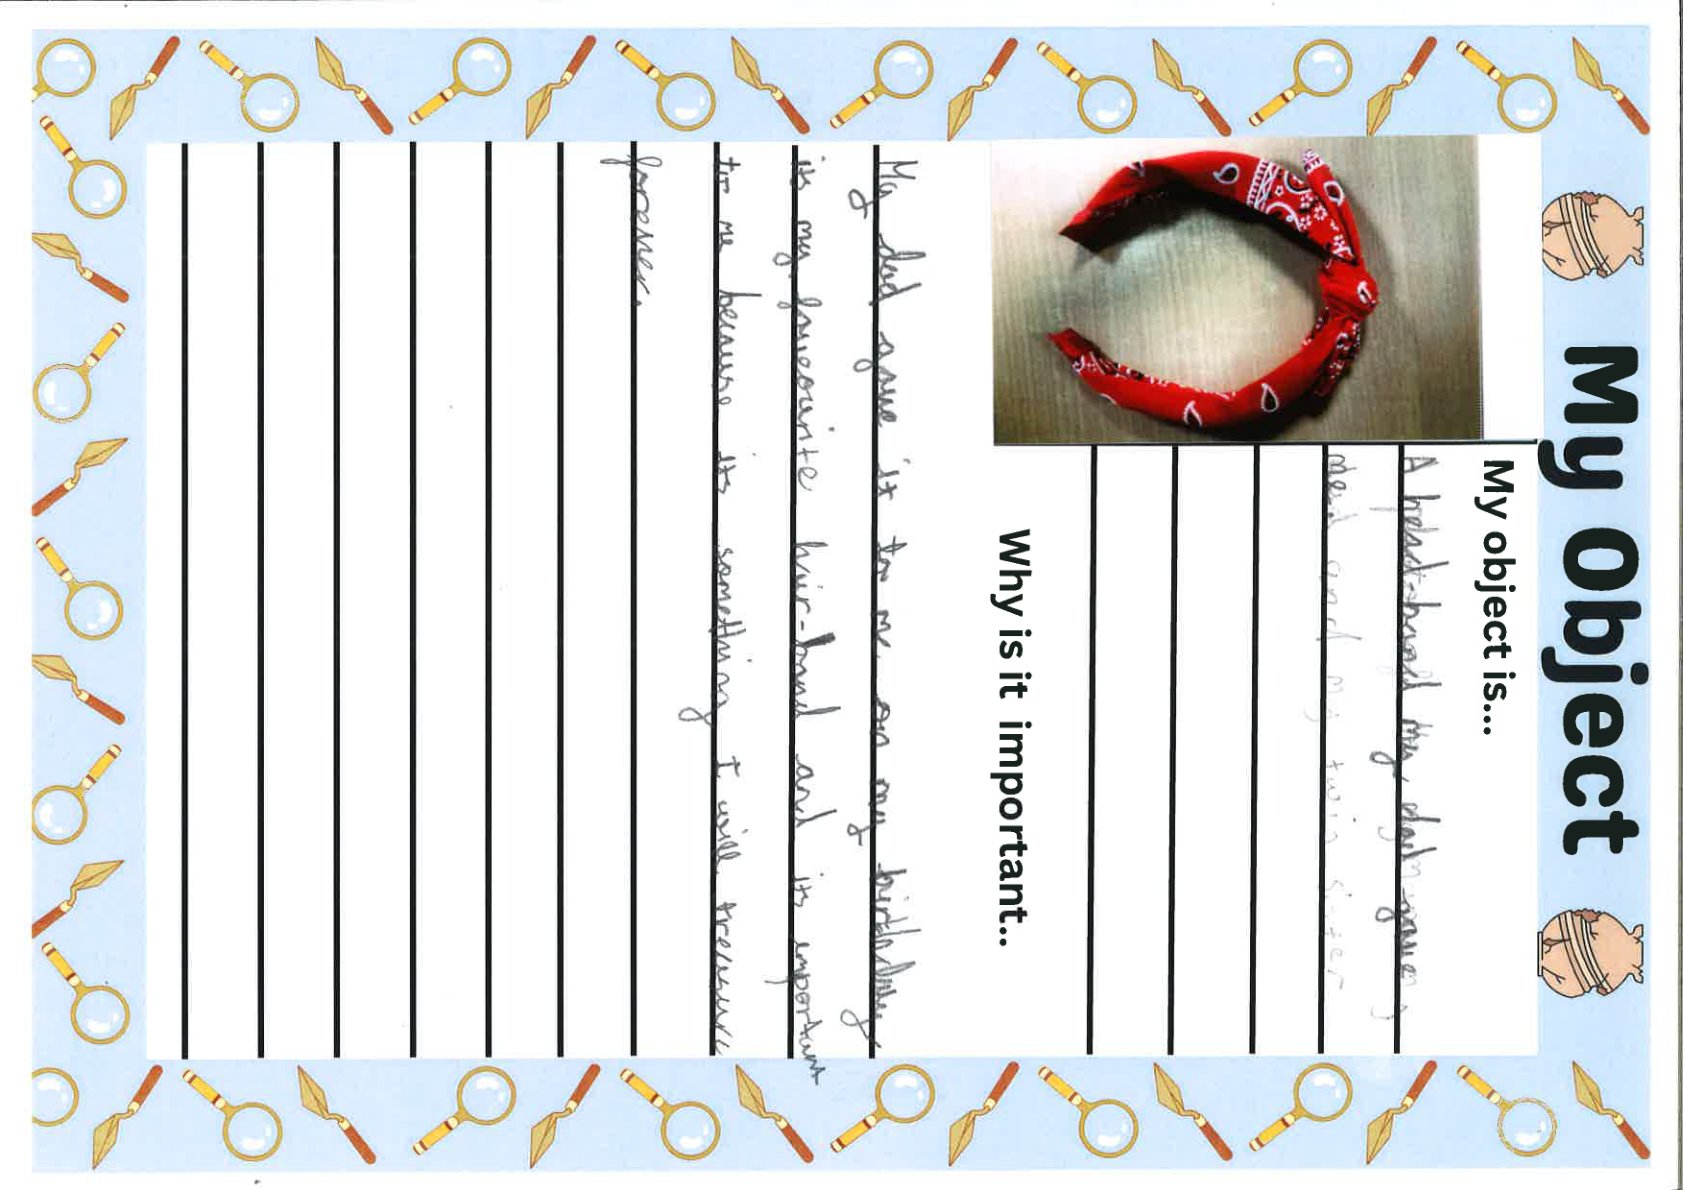 My Object
My object is...
A head-band my dad gave
me and my twin sister
Why is it important..
My dad gave it to me on my birthday
its my faveourite hair-band and its important
to me because its something I will treasure
forever.